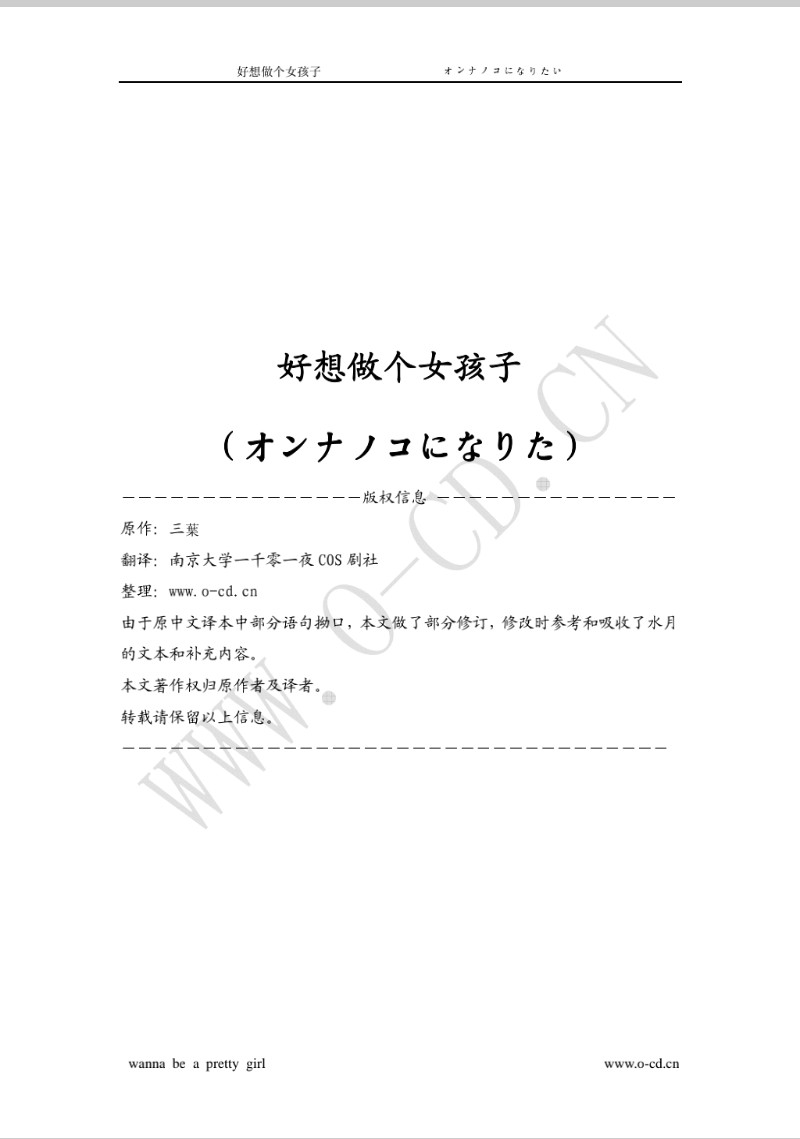 好想做个女孩子 オンナノコになりたい
好想做个女孩子
（オンナノコになりた）
－－－－－－－－－－－－－－－版权信息 －－－－－－－－－－－－－－－
原作：三葉
翻译：南京大学一千零一夜 COS 剧社
整理：www.o-cd.cn
由于原中文译本中部分语句拗口，本文做了部分修订，修改时参考和吸收了水月
的文本和补充内容。
本文著作权归原作者及译者。
转载请保留以上信息。
－－－－－－－－－－－－－－－－－－－－－－－－－－－－－－－－－－
WWW.O-CD.CN
wanna be a pretty girl www.o-cd.cn